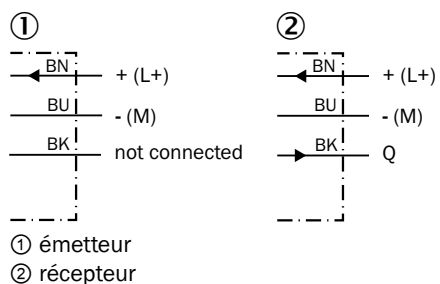 ① ②
BN + (L+) BN + (L+)
BU - (M) BU - (M)
BK not connected BK Q
① émetteur
② récepteur